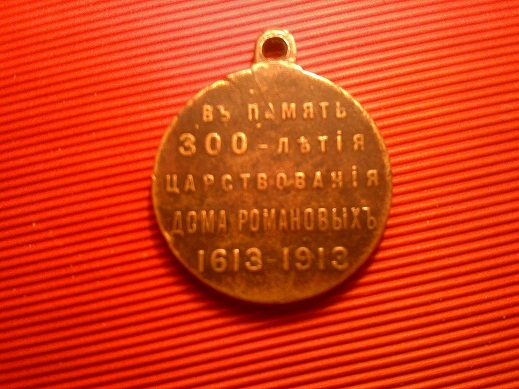 ВЪ ПАМЯТЬ
300-ЛѢТІЯ
ЦАРСТВОВАНІЯ
ДОМА РОМАНОВЫХЪ
1613-1913